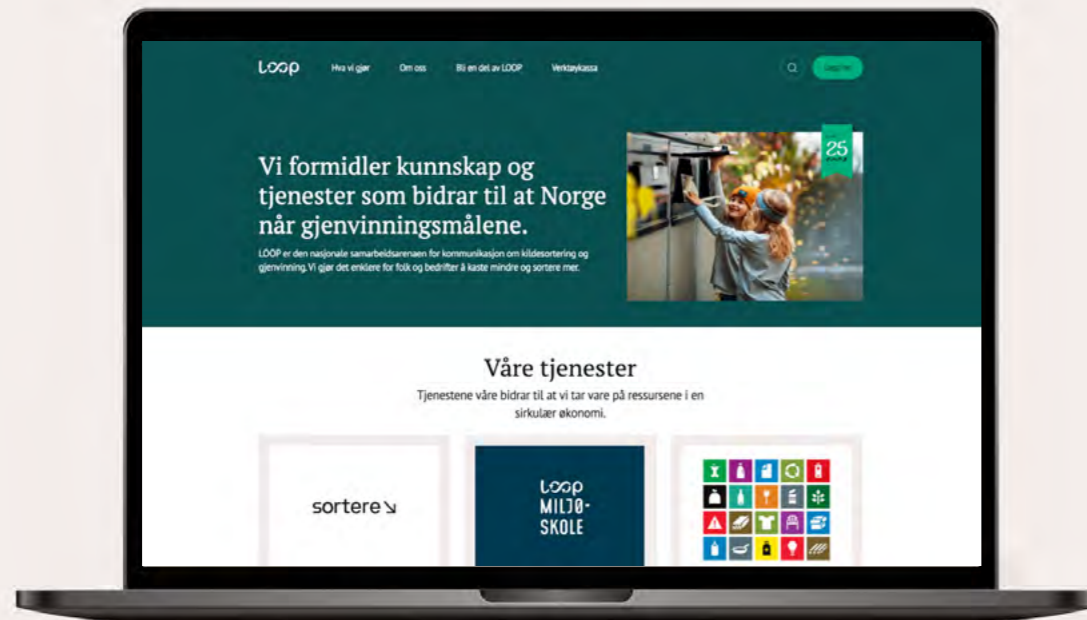 LOOP
Hva vi gjør
Om oss
Bli en del av LOOP
Verktøykassa
25
Vi formidler kunnskap og
tjenester som bidrar til at Norge
når gjenvinningsmålene.
LOOP er den nasjonale samarbeidsarenaen for kommunikasjon om kildesortering og
gjenvinning. Vi gjør det enklere for folk og bedrifter å kaste mindre og sortere mer.
Våre tjenester
Tjenestene våre bidrar til at vi tar vare på ressursene i en
sirkulær økonomi.
sortere
LOOP
MILJØ-
SKOLE